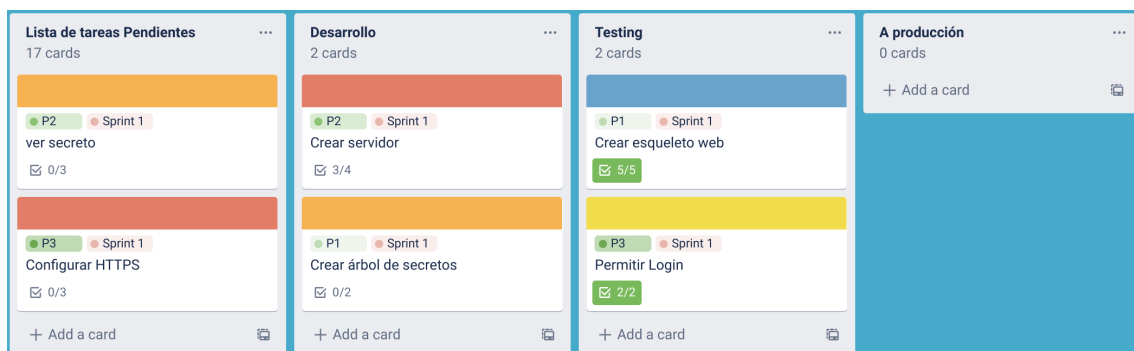 Lista de tareas Pendientes
17 cards
P2 Sprint 1
ver secreto
0/3
P3 Sprint 1
Configurar HTTPS
0/3
+ Add a card
Desarrollo
2 cards
P2 Sprint 1
Crear servidor
3/4
P1 Sprint 1
Crear árbol de secretos
0/2
+ Add a card
Testing
2 cards
P1 Sprint 1
Crear esqueleto web
5/5
P3 Sprint 1
Permitir Login
2/2
+ Add a card
A producción
0 cards
+ Add a card